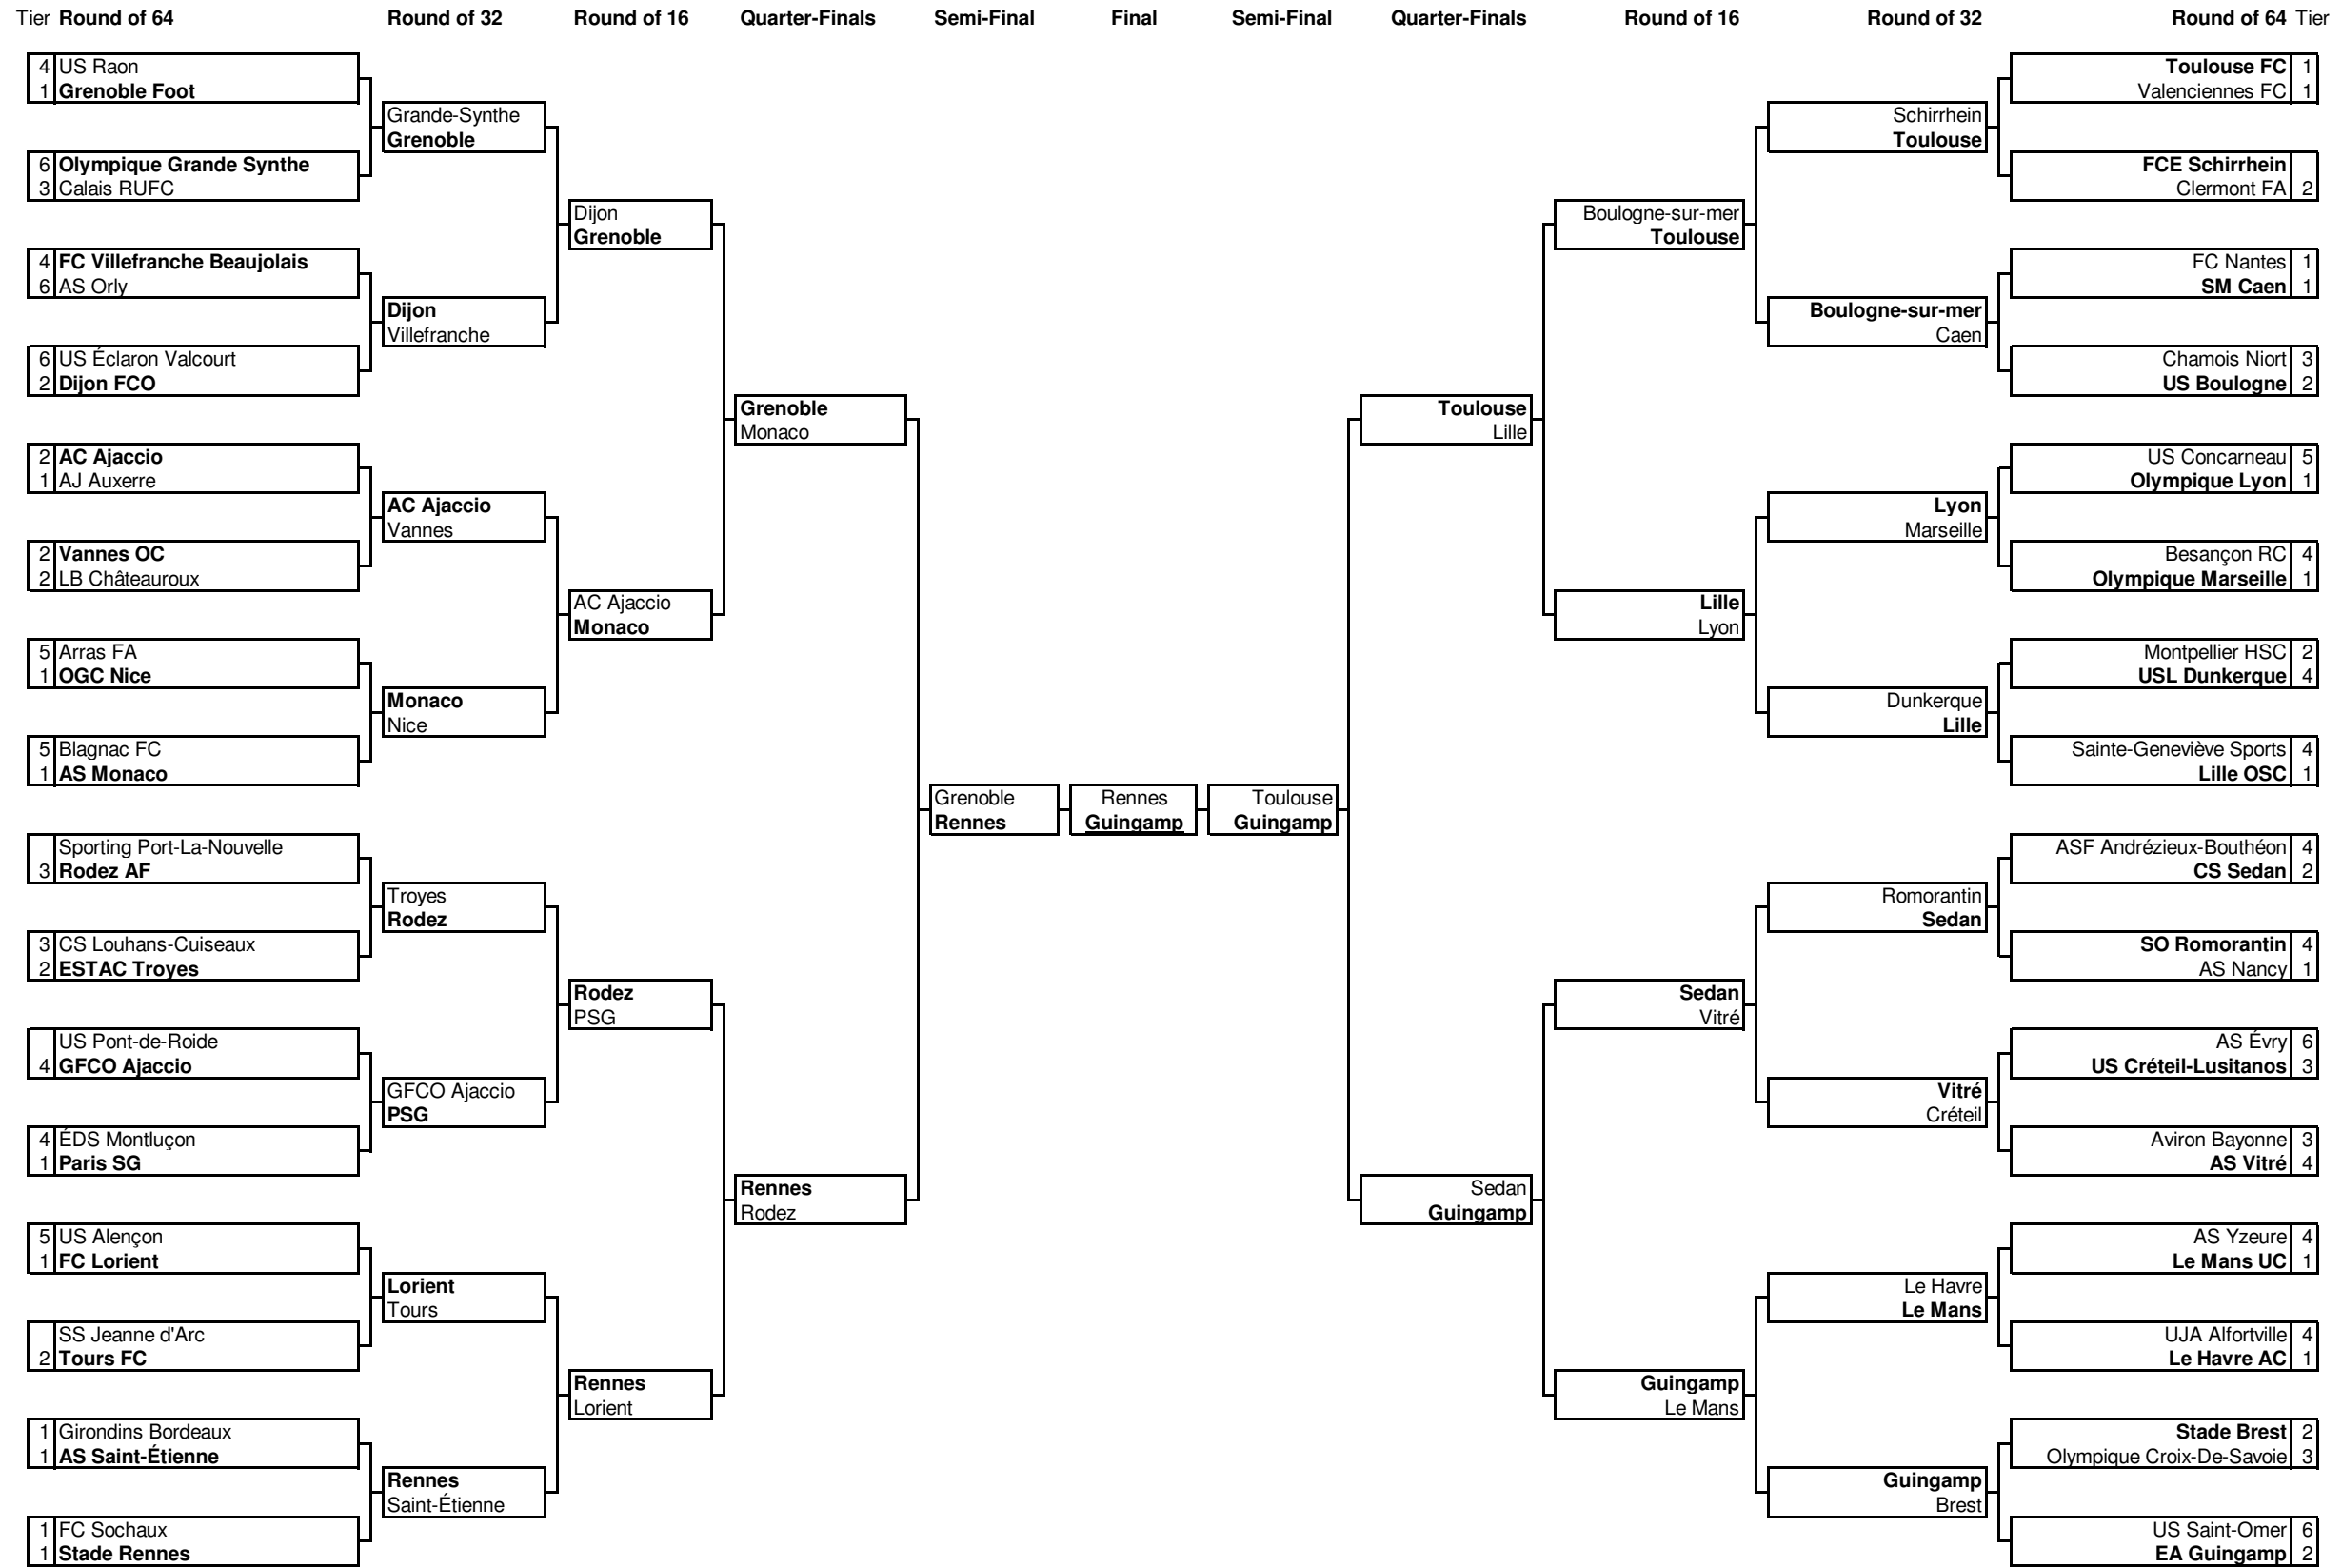 Tier Round of 64 Round of 32 Round of 16 Quarter-Finals Semi-Final Final Semi-Final Quarter-Finals Round of 16 Round of 32 Round of 64 Tier
4 US Raon
1 Grenoble Foot
6 Olympique Grande Synthe
3 Calais RUFC
4 FC Villefranche Beaujolais
6 AS Orly
6 US Éclaron Valcourt
2 Dijon FCO
2 AC Ajaccio
1 AJ Auxerre
2 Vannes OC
2 LB Châteauroux
5 Arras FA
1 OGC Nice
5 Blagnac FC
1 AS Monaco
Sporting Port-La-Nouvelle
3 Rodez AF
3 CS Louhans-Cuiseaux
2 ESTAC Troyes
US Pont-de-Roide
4 GFCO Ajaccio
4 ÉDS Montluçon
1 Paris SG
5 US Alençon
1 FC Lorient
SS Jeanne d'Arc
2 Tours FC
1 Girondins Bordeaux
1 AS Saint-Étienne
1 FC Sochaux
1 Stade Rennes
Grande-Synthe
Grenoble
Dijon
Villefranche
AC Ajaccio
Vannes
Monaco
Nice
Troyes
Rodez
GFCO Ajaccio
PSG
Lorient
Tours
Rennes
Saint-Étienne
Dijon
Grenoble
AC Ajaccio
Monaco
Rodez
PSG
Rennes
Lorient
Grenoble
Monaco
Rennes
Rodez
Grenoble
Rennes
Rennes
Guingamp
Toulouse
Guingamp
Toulouse
Lille
Sedan
Guingamp
Boulogne-sur-mer
Toulouse
Lille
Lyon
Sedan
Vitré
Guingamp
Le Mans
Schirrhein
Toulouse
Boulogne-sur-mer
Caen
Lyon
Marseille
Dunkerque
Lille
Romorantin
Sedan
Vitré
Créteil
Le Havre
Le Mans
Guingamp
Brest
Toulouse FC 1
Valenciennes FC 1
FCE Schirrhein
Clermont FA 2
FC Nantes 1
SM Caen 1
Chamois Niort 3
US Boulogne 2
US Concarneau 5
Olympique Lyon 1
Besançon RC 4
Olympique Marseille 1
Montpellier HSC 2
USL Dunkerque 4
Sainte-Geneviève Sports 4
Lille OSC 1
ASF Andrézieux-Bouthéon 4
CS Sedan 2
SO Romorantin 4
AS Nancy 1
AS Évry 6
US Créteil-Lusitanos 3
Aviron Bayonne 3
AS Vitré 4
AS Yzeure 4
Le Mans UC 1
UJA Alfortville 4
Le Havre AC 1
Stade Brest 2
Olympique Croix-De-Savoie 3
US Saint-Omer 6
EA Guingamp 2